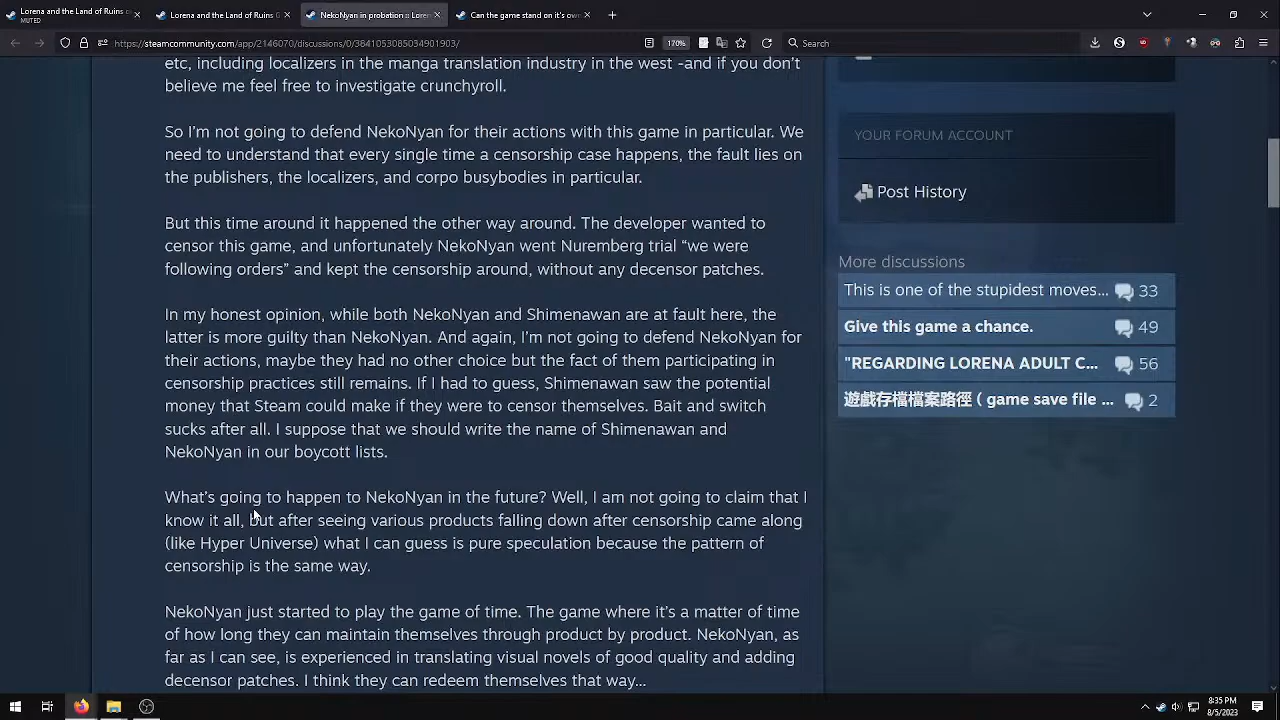 Lorena and the Land of Ruins
MUTED
Lorena and the Land of Ruins G
NekoNyan in probation :: Loren
Can the game stand on it's own
https://steamcommunity.com/app/2146070/discussions/0/3841053085034901903/
170%
Search
etc, including localizers in the manga translation industry in the west -and if you don't
believe me feel free to investigate crunchyroll.
So I'm not going to defend NekoNyan for their actions with this game in particular. We
need to understand that every single time a censorship case happens, the fault lies on
the publishers, the localizers, and corpo busybodies in particular.
But this time around it happened the other way around. The developer wanted to
censor this game, and unfortunately NekoNyan went Nuremberg trial “we were
following orders” and kept the censorship around, without any decensor patches.
In my honest opinion, while both NekoNyan and Shimenawan are at fault here, the
latter is more guilty than NekoNyan. And again, I'm not going to defend NekoNyan for
their actions, maybe they had no other choice but the fact of them participating in
censorship practices still remains. If I had to guess, Shimenawan saw the potential
money that Steam could make if they were to censor themselves. Bait and switch
sucks after all. I suppose that we should write the name of Shimenawan and
NekoNyan in our boycott lists.
What's going to happen to NekoNyan in the future? Well, I am not going to claim that I
know it all, but after seeing various products falling down after censorship came along
(like Hyper Universe) what I can guess is pure speculation because the pattern of
censorship is the same way.
NekoNyan just started to play the game of time. The game where it's a matter of time
of how long they can maintain themselves through product by product. NekoNyan, as
far as I can see, is experienced in translating visual novels of good quality and adding
decensor patches. I think they can redeem themselves that way...
YOUR FORUM ACCOUNT
Post History
More discussions
This is one of the stupidest moves... 33
Give this game a chance. 49
"REGARDING LORENA ADULT C... 56
遊戲存檔檔案路徑 ( game save file ... 2
8:35 PM
8/5/2023